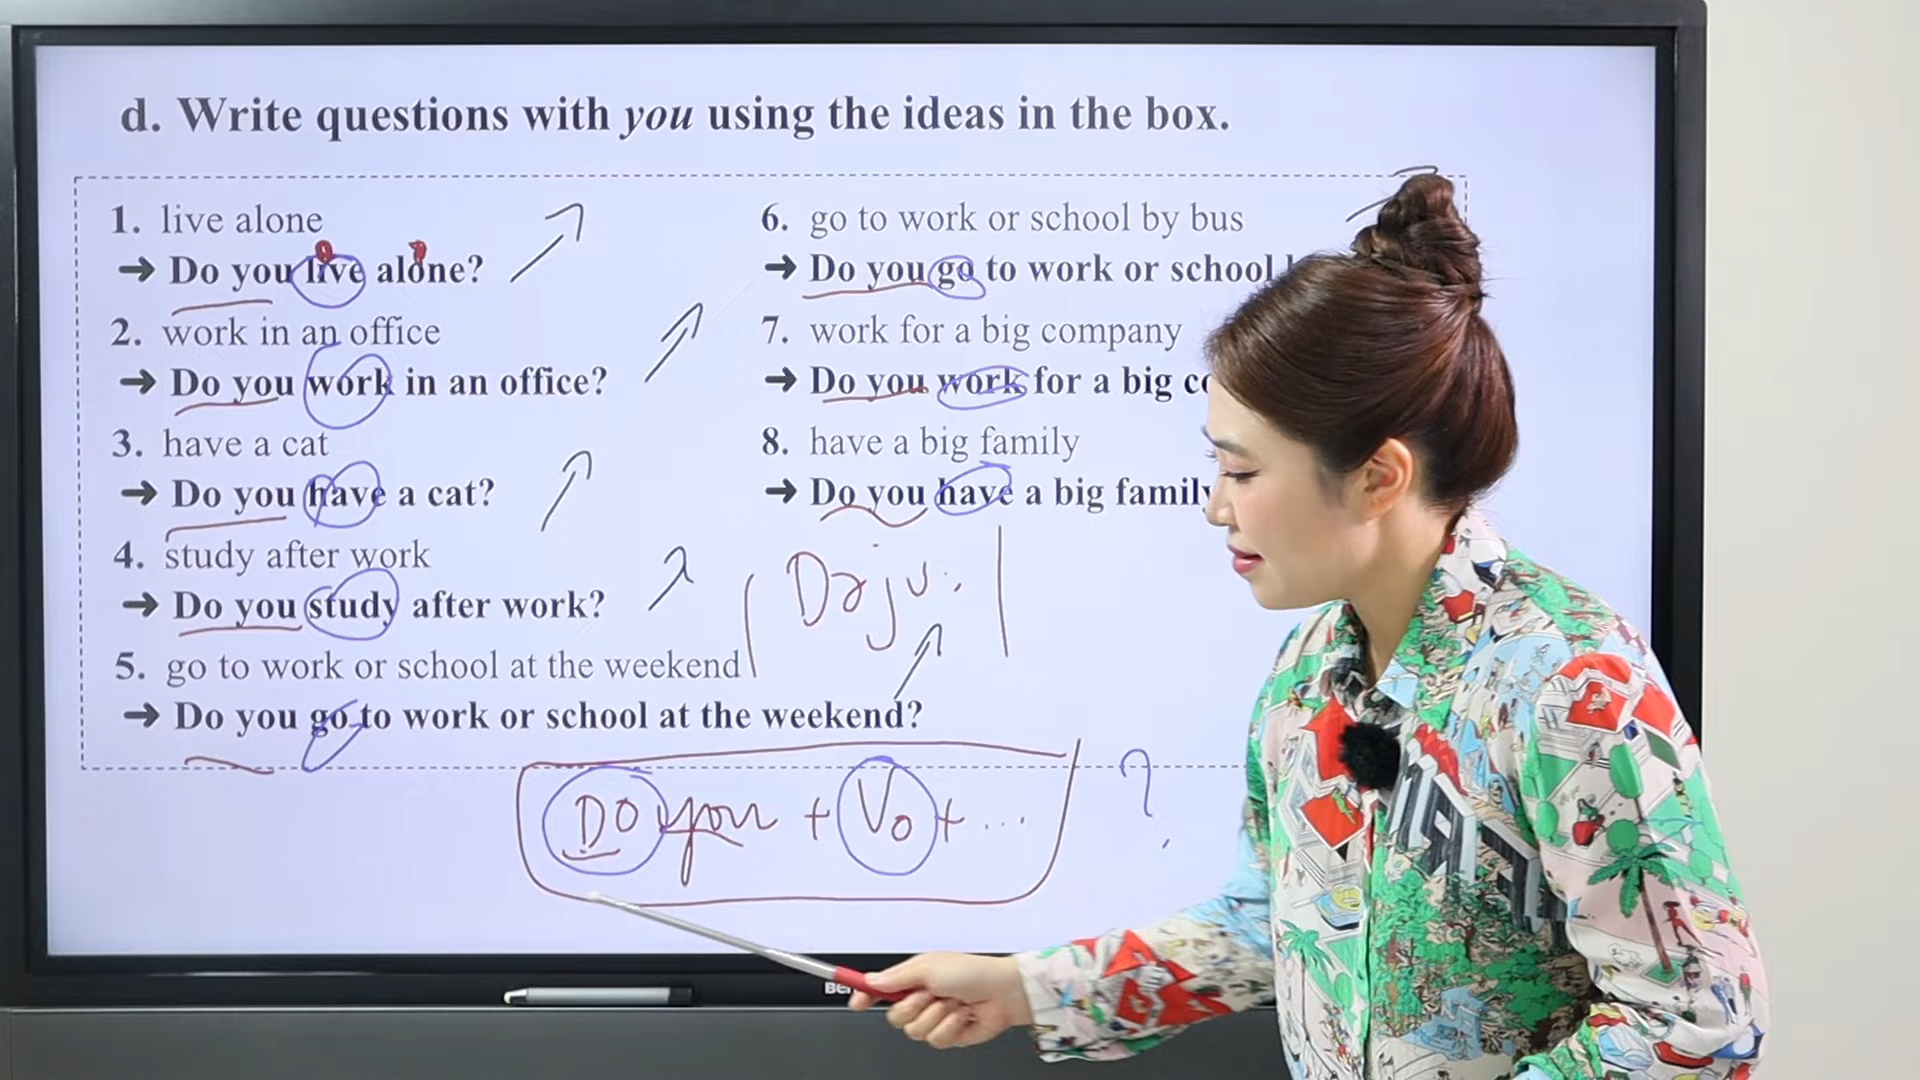 d. Write questions with you using the ideas in the box.
1. live alone
➔ Do you live alone?
2. work in an office
➔ Do you work in an office?
3. have a cat
➔ Do you have a cat?
4. study after work
➔ Do you study after work?
5. go to work or school at the weekend
➔ Do you go to work or school at the weekend?
6. go to work or school by bus
➔ Do you go to work or school
7. work for a big company
➔ Do you work for a big
8. have a big family
➔ Do you have a big family
DO you + Vo + ... ?